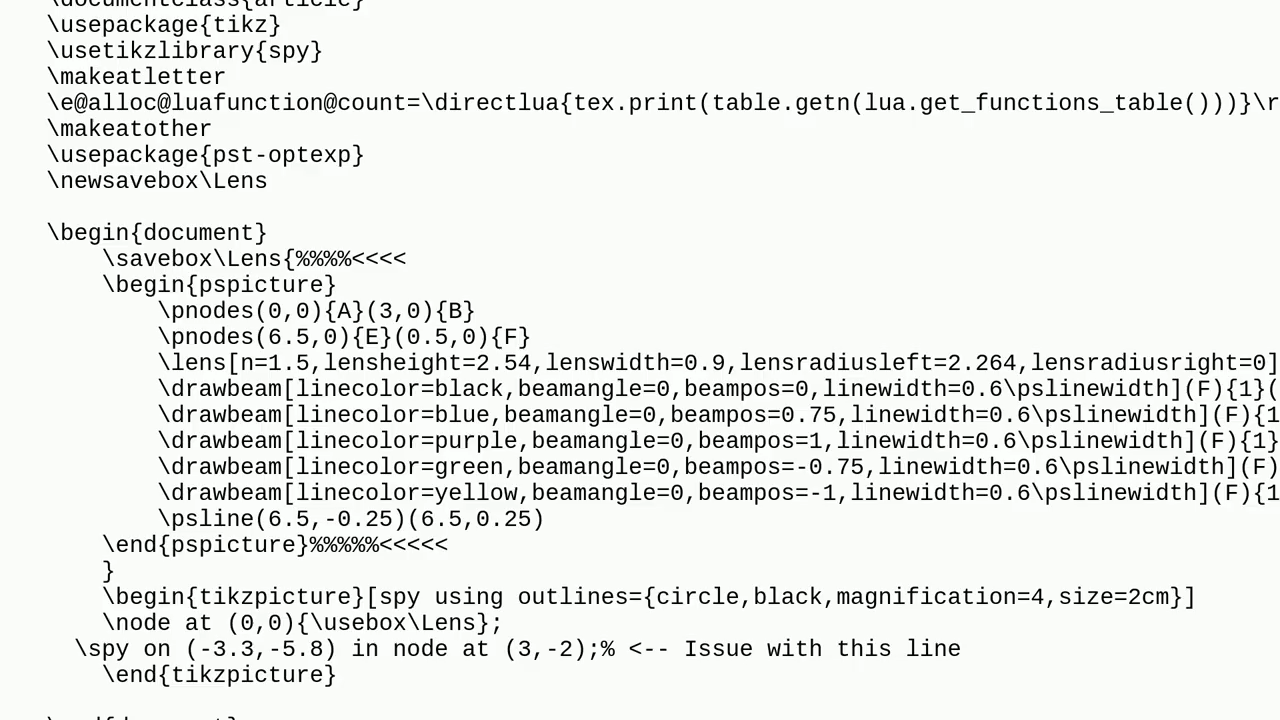 \documentclass{article}
\usepackage{tikz}
\usetikzlibrary{spy}
\makeatletter
\e@alloc@luafunction@count=\directlua{tex.print(table.getn(lua.get_functions_table()))}\r
\makeatother
\usepackage{pst-optexp}
\newsavebox\Lens
\begin{document}
\savebox\Lens{%%%%<<<<
\begin{pspicture}
\pnodes(0,0){A}(3,0){B}
\pnodes(6.5,0){E}(0.5,0){F}
\lens[n=1.5,lensheight=2.54,lenswidth=0.9,lensradiusleft=2.264,lensradiusright=0]
\drawbeam[linecolor=black,beamangle=0,beampos=0,linewidth=0.6\pslinewidth](F){1}(
\drawbeam[linecolor=blue,beamangle=0,beampos=0.75,linewidth=0.6\pslinewidth](F){1
\drawbeam[linecolor=purple,beamangle=0,beampos=1,linewidth=0.6\pslinewidth](F){1}
\drawbeam[linecolor=green,beamangle=0,beampos=-0.75,linewidth=0.6\pslinewidth](F)
\drawbeam[linecolor=yellow,beamangle=0,beampos=-1,linewidth=0.6\pslinewidth](F){1
\psline(6.5,-0.25)(6.5,0.25)
\end{pspicture}%%%%%<<<<<
}
\begin{tikzpicture}[spy using outlines={circle,black,magnification=4,size=2cm}]
\node at (0,0){\usebox\Lens};
\spy on (-3.3,-5.8) in node at (3,-2);% <-- Issue with this line
\end{tikzpicture}